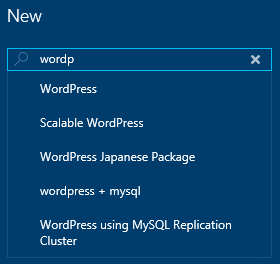 New
wordp
WordPress
Scalable WordPress
WordPress Japanese Package
wordpress + mysql
WordPress using MySQL Replication
Cluster